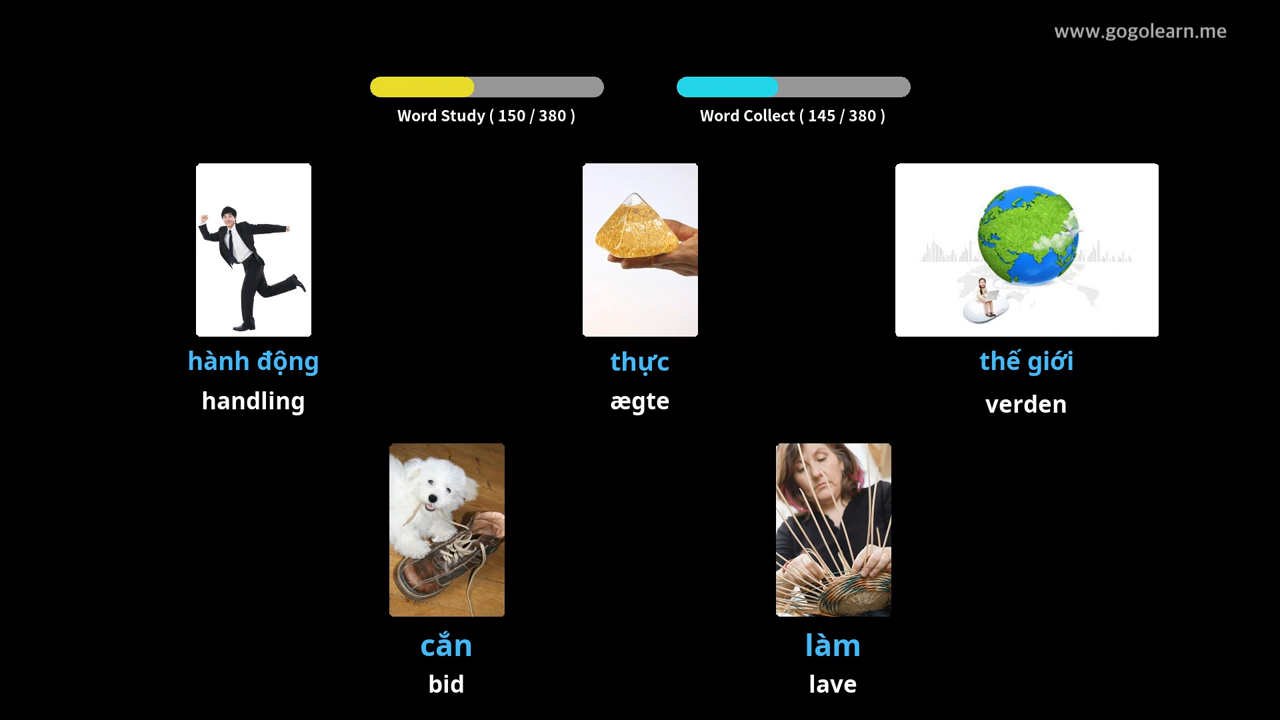 www.gogolearn.me
Word Study ( 150 / 380 )
Word Collect ( 145 / 380 )
hành động
handling
thực
ægte
thế giới
verden
cắn
bid
làm
lave